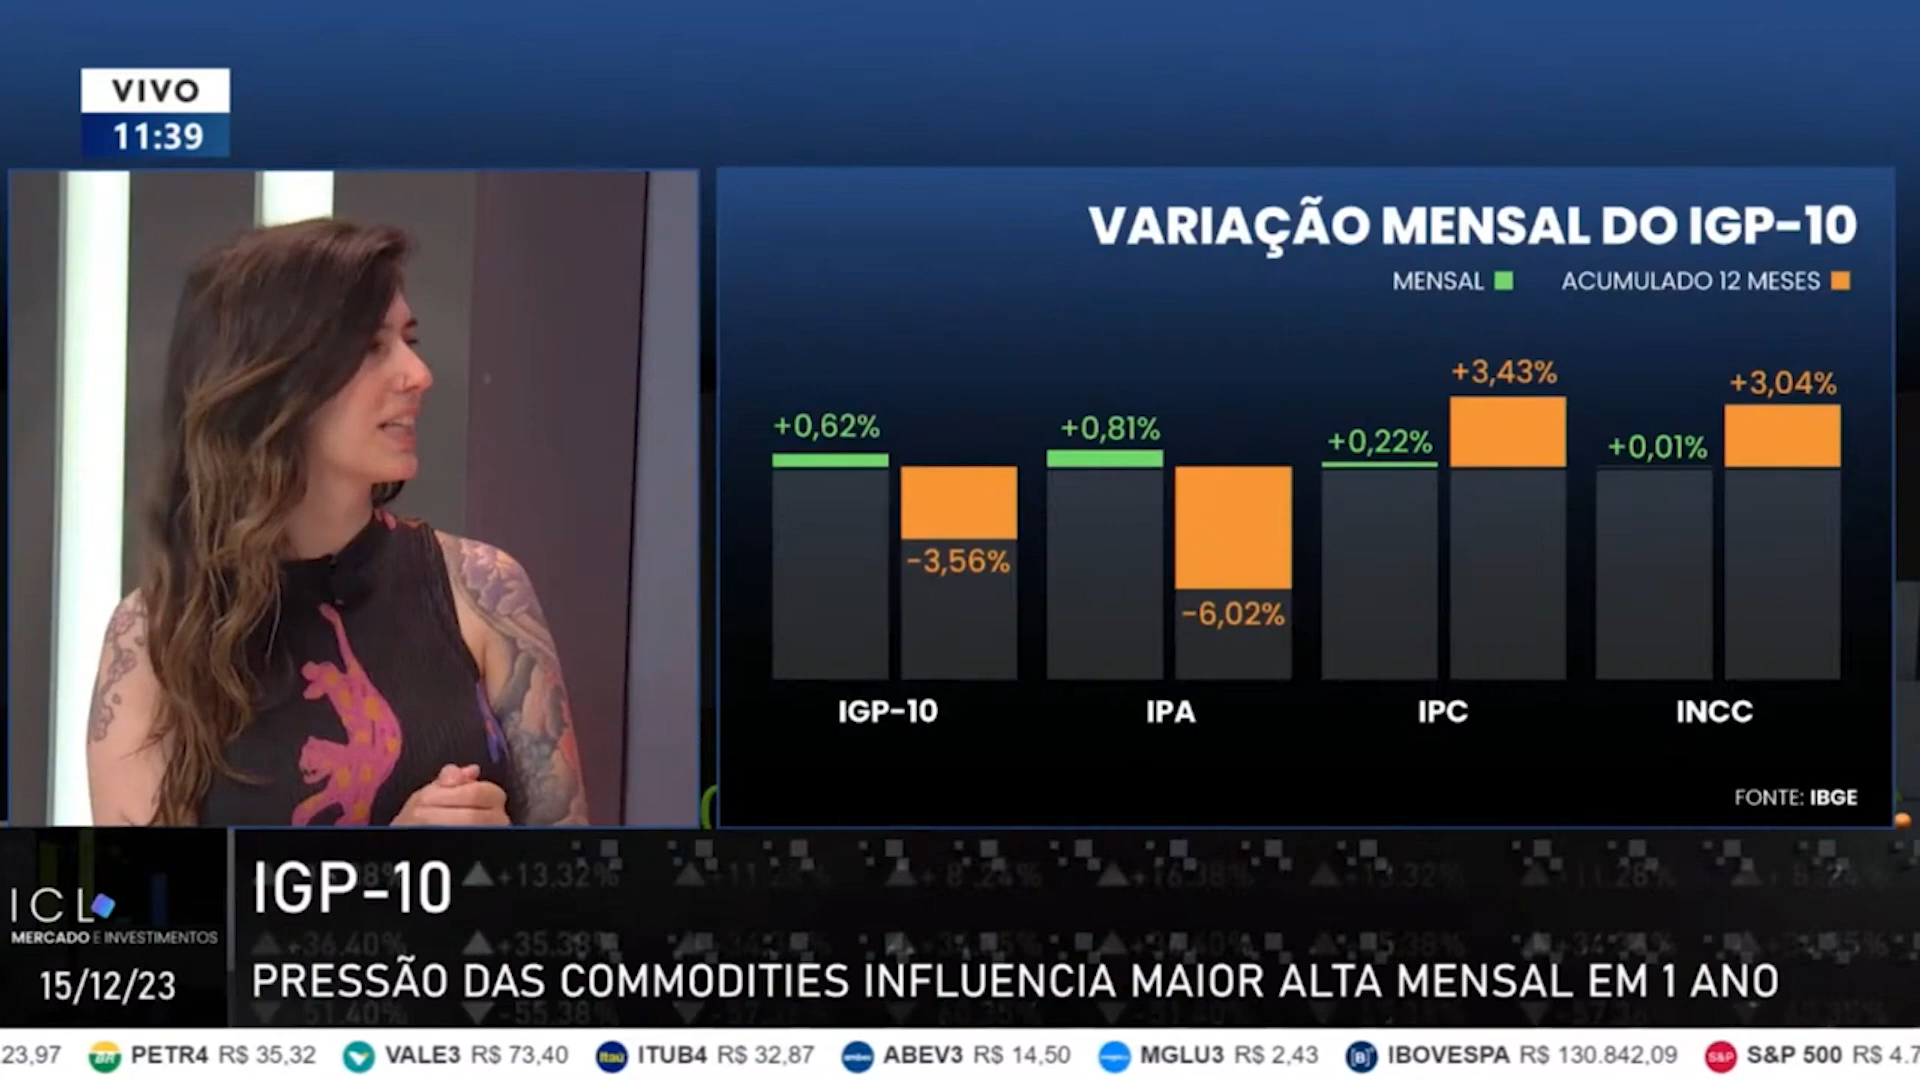 VIVO
11:39
VARIAÇÃO MENSAL DO IGP-10
MENSAL ACUMULADO 12 MESES
+0,62%
-3,56%
+0,81%
-6,02%
+0,22%
+3,43%
+0,01%
+3,04%
IGP-10 IPA IPC INCC
FONTE: IBGE
ICL
MERCADO E INVESTIMENTOS
15/12/23
IGP-10
PRESSÃO DAS COMMODITIES INFLUENCIA MAIOR ALTA MENSAL EM 1 ANO
23,97 PETR4 R$ 35,32 VALE3 R$ 73,40 ITUB4 R$ 32,87 ABEV3 R$ 14,50 MGLU3 R$ 2,43 IBOVESPA R$ 130.842,09 S&P 500 R$ 4.7